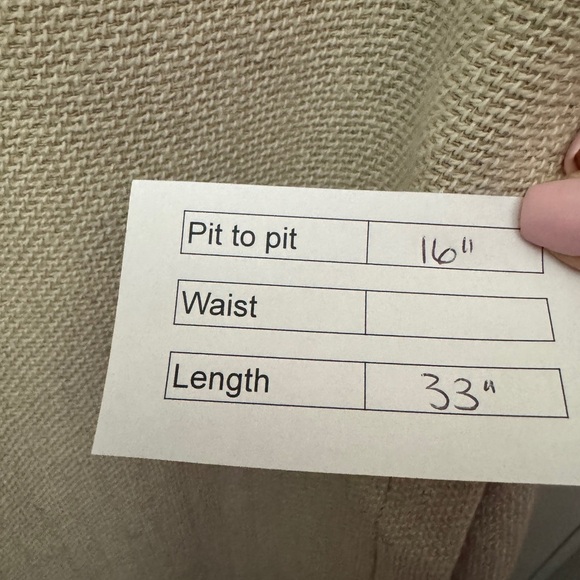 Pit to pit 16"
Waist
Length 33"